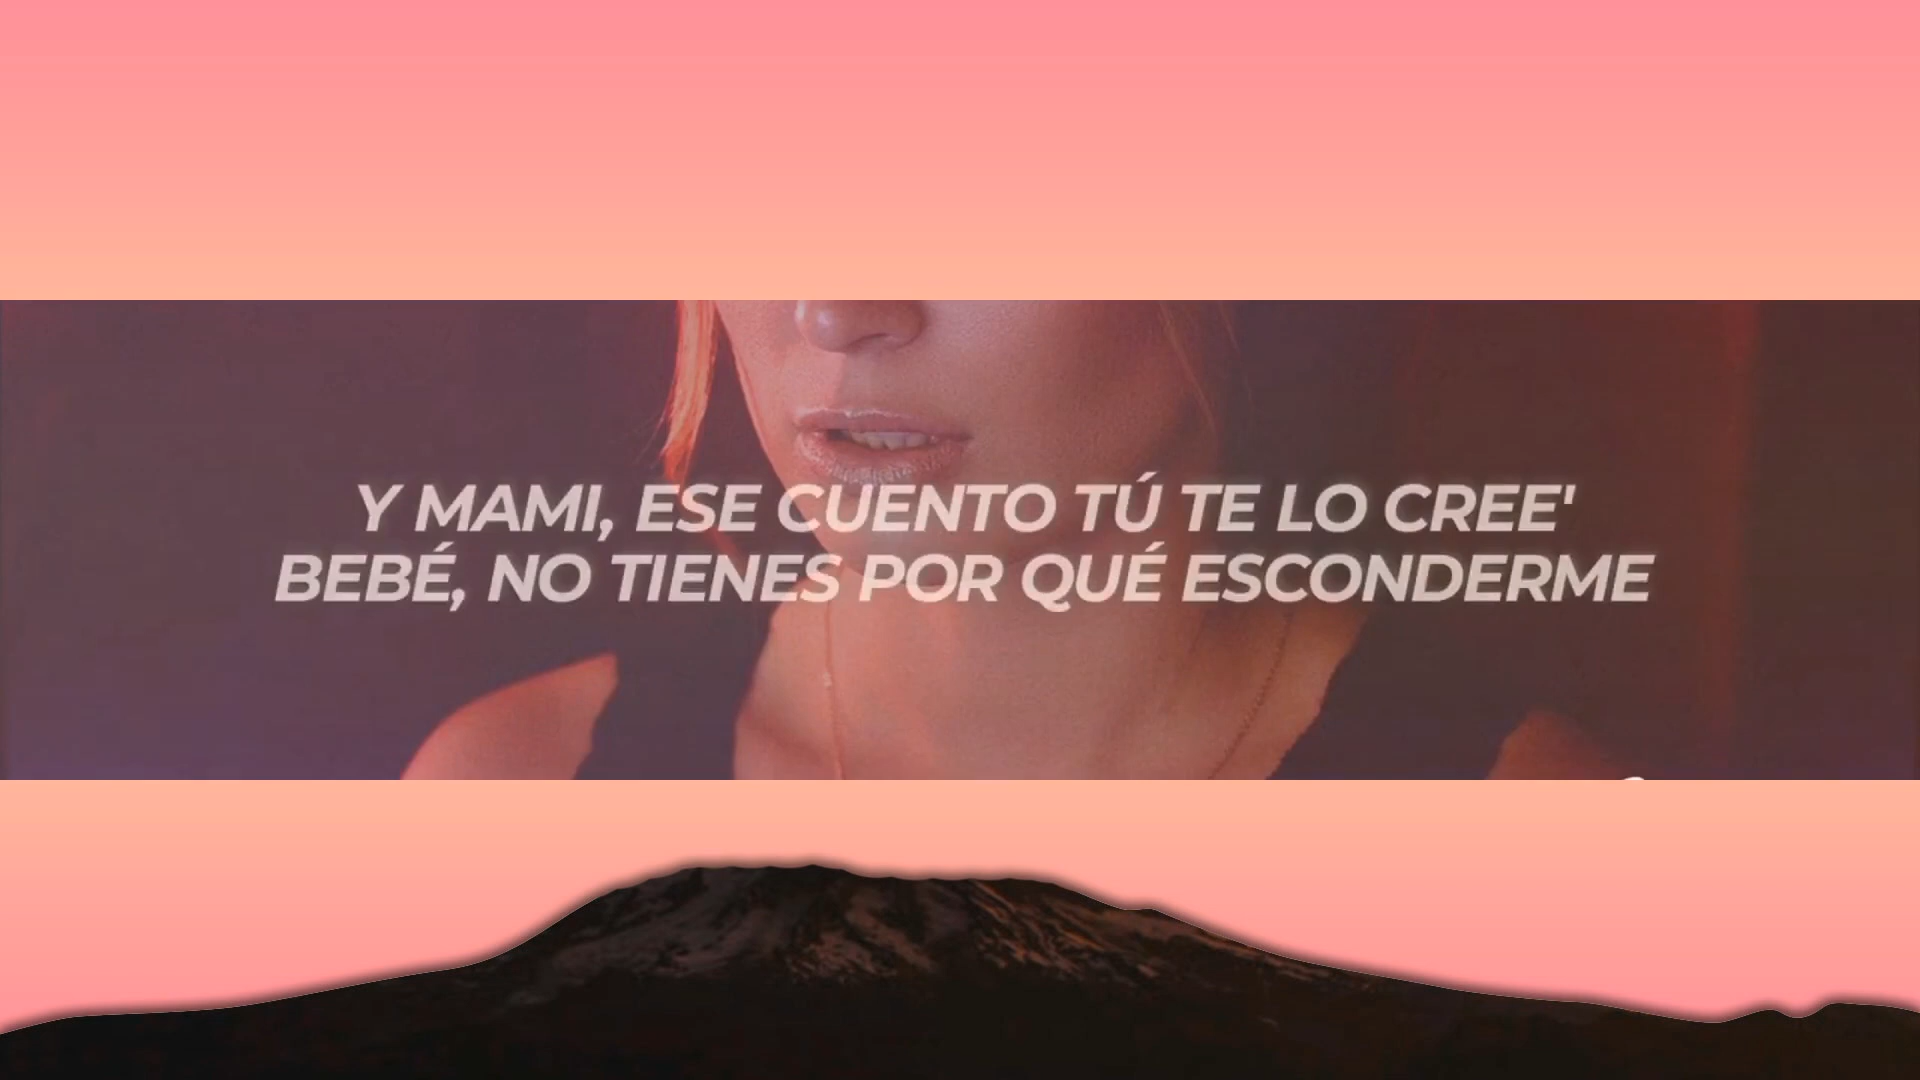 Y MAMI, ESE CUENTO TÚ TE LO CREE'
BEBÉ, NO TIENES POR QUÉ ESCONDERME